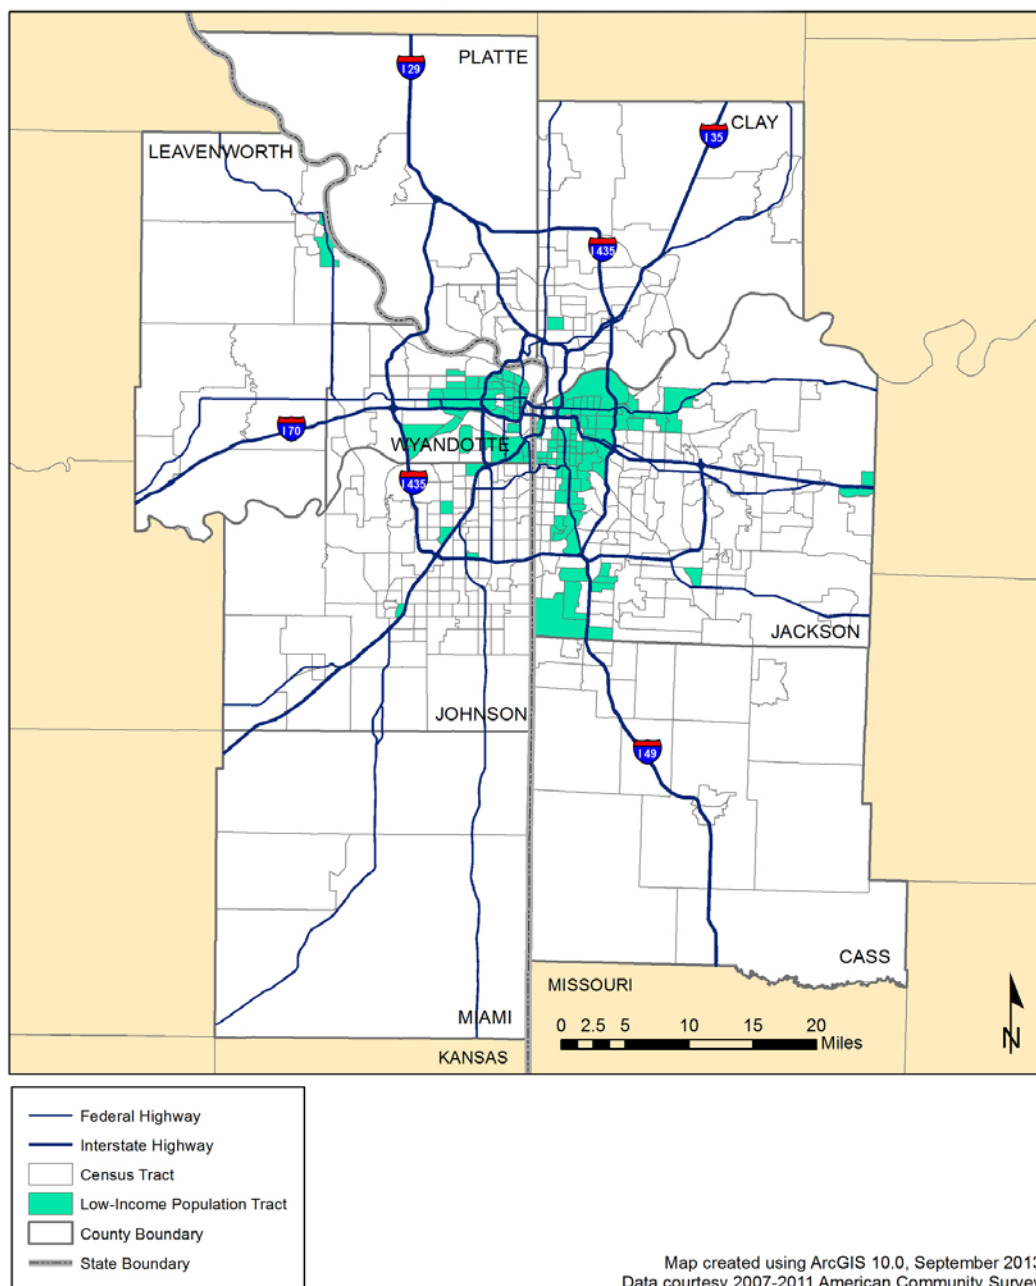 PLATTE
I 29
CLAY
I 35
LEAVENWORTH
I 435
I 70
WYANDOTTE
I 435
JACKSON
JOHNSON
I 49
CASS
MISSOURI
MIAMI
0 2.5 5 10 15 20
Miles
N
KANSAS
Federal Highway
Interstate Highway
Census Tract
Low-Income Population Tract
County Boundary
State Boundary
Map created using ArcGIS 10.0, September 2013
Data courtesy 2007-2011 American Community Survey